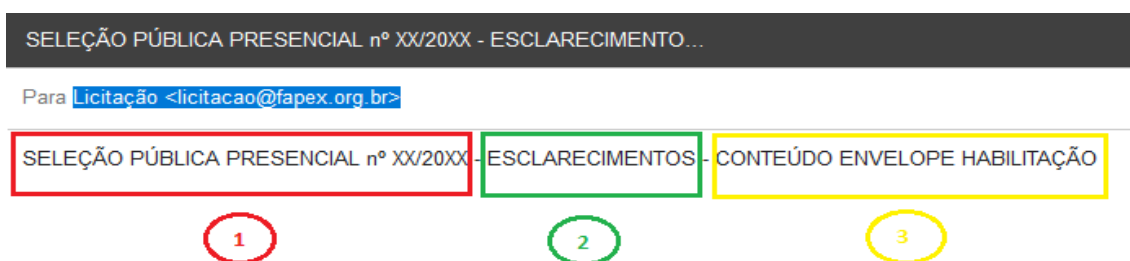 SELEÇÃO PÚBLICA PRESENCIAL nº XX/20XX - ESCLARECIMENTO...
Para Licitação <licitacao@fapex.org.br>
SELEÇÃO PÚBLICA PRESENCIAL nº XX/20XX - ESCLARECIMENTOS - CONTEÚDO ENVELOPE HABILITAÇÃO
1 2 3